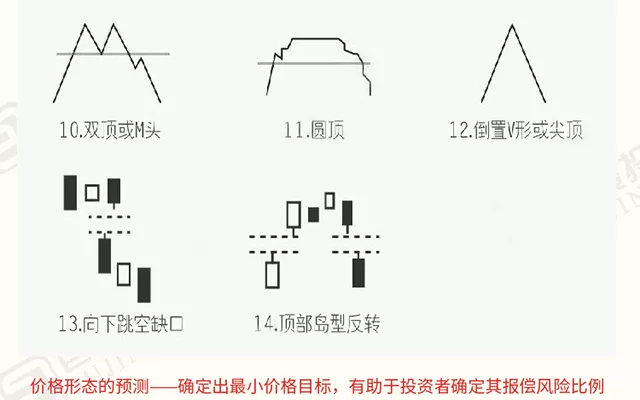 10.双顶或M头
11.圆顶
12.倒置V形或尖顶
13.向下跳空缺口
14.顶部岛型反转
价格形态的预测——确定出最小价格目标，有助于投资者确定其报偿风险比例